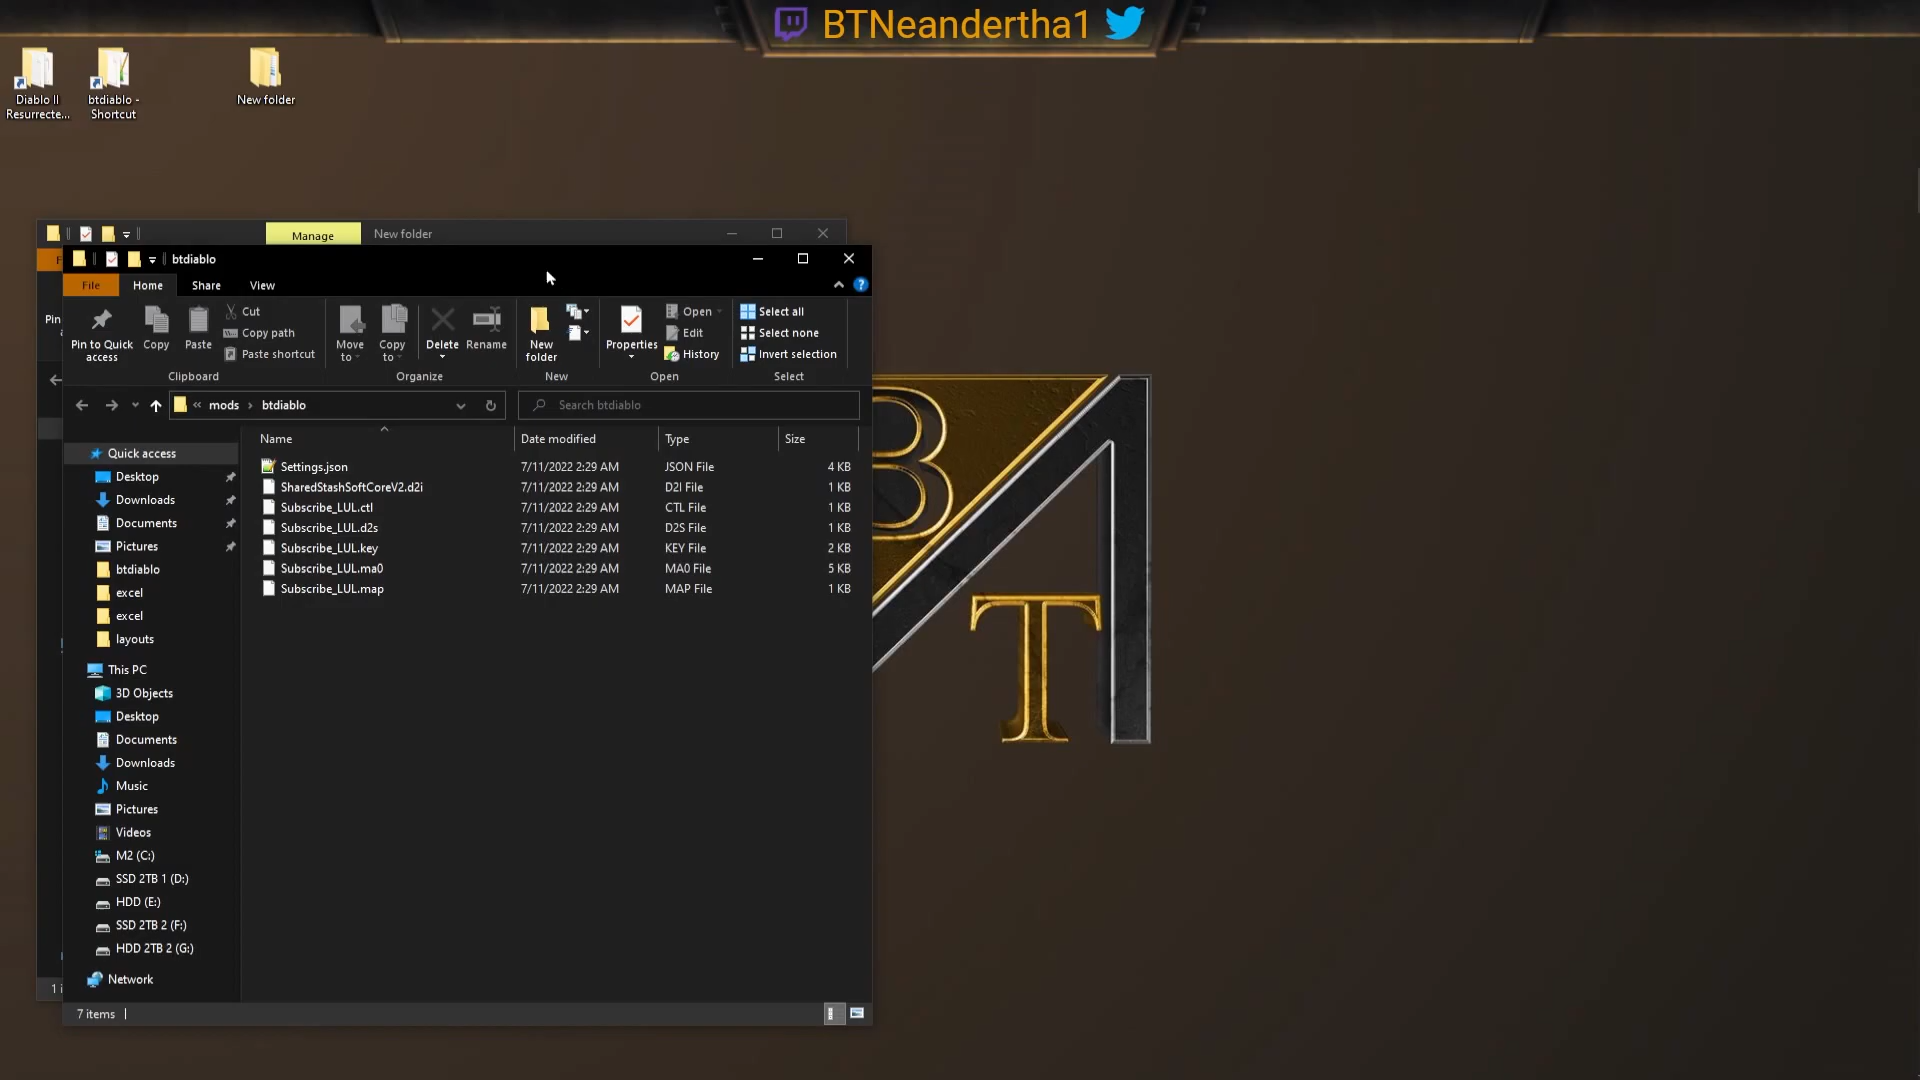 BTNeandertha1
Diablo II
Resurrecte...
btdiablo -
Shortcut
New folder
Manage
New folder
btdiablo
File
Home
Share
View
Pin to Quick
access
Copy
Paste
Cut
Copy path
Paste shortcut
Clipboard
Move
to
Copy
to
Delete
Rename
Organize
New
folder
New
Properties
Open
Edit
History
Open
Select all
Select none
Invert selection
Select
Pin
« mods › btdiablo
Search btdiablo
Name Date modified Type Size
Settings.json 7/11/2022 2:29 AM JSON File 4 KB
SharedStashSoftCoreV2.d2i 7/11/2022 2:29 AM D2I File 1 KB
Subscribe_LUL.ctl 7/11/2022 2:29 AM CTL File 1 KB
Subscribe_LUL.d2s 7/11/2022 2:29 AM D2S File 1 KB
Subscribe_LUL.key 7/11/2022 2:29 AM KEY File 2 KB
Subscribe_LUL.ma0 7/11/2022 2:29 AM MA0 File 5 KB
Subscribe_LUL.map 7/11/2022 2:29 AM MAP File 1 KB
Quick access
Desktop
Downloads
Documents
Pictures
btdiablo
excel
excel
layouts
This PC
3D Objects
Desktop
Documents
Downloads
Music
Pictures
Videos
M2 (C:)
SSD 2TB 1 (D:)
HDD (E:)
SSD 2TB 2 (F:)
HDD 2TB 2 (G:)
Network
7 items
B
T